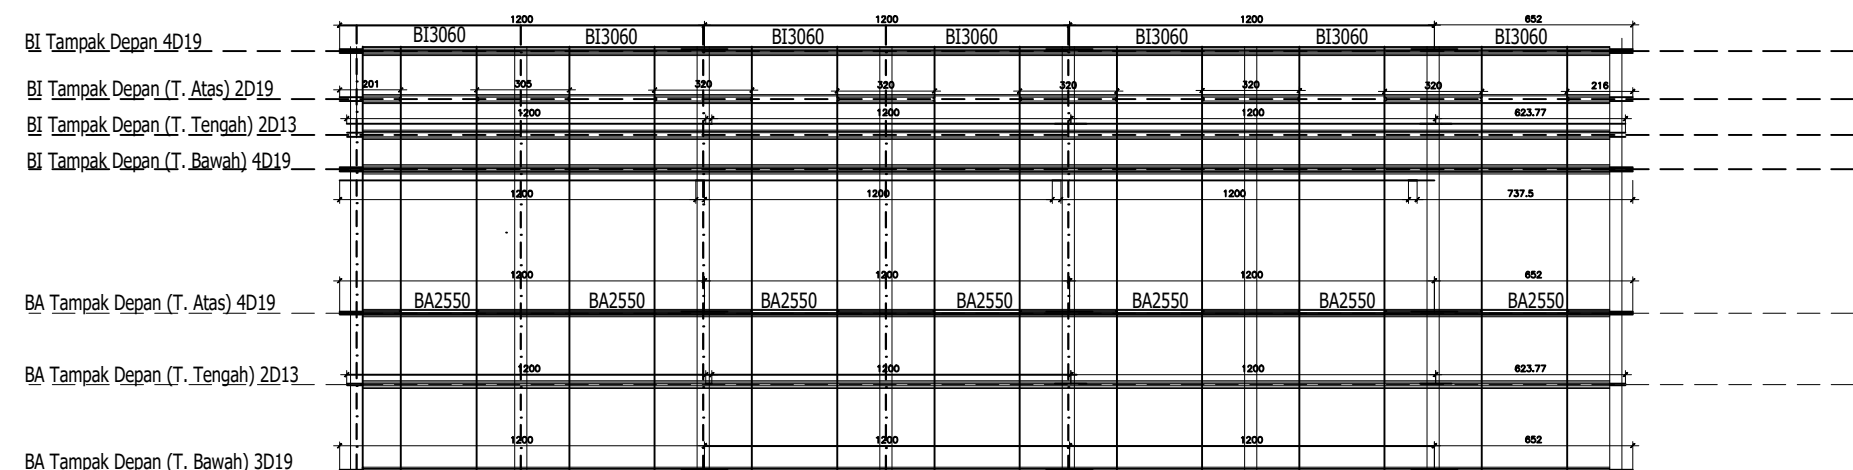 1200 1200 1200 652
BI Tampak Depan 4D19 BI3060 BI3060 BI3060 BI3060 BI3060 BI3060 BI3060
201 305 320 320 320 320 320 216
BI Tampak Depan (T. Atas) 2D19
1200 1200 1200 623.77
BI Tampak Depan (T. Tengah) 2D13
BI Tampak Depan (T. Bawah) 4D19
1200 1200 1200 737.5
1200 1200 1200 652
BA Tampak Depan (T. Atas) 4D19 BA2550 BA2550 BA2550 BA2550 BA2550 BA2550 BA2550
1200 1200 1200 623.77
BA Tampak Depan (T. Tengah) 2D13
1200 1200 1200 652
BA Tampak Depan (T. Bawah) 3D19